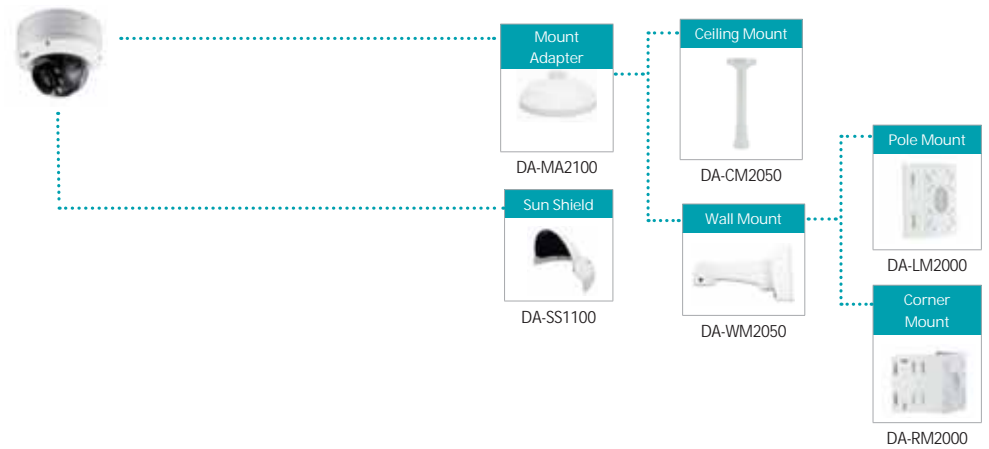 Mount
Adapter
DA-MA2100
Sun Shield
DA-SS1100
Ceiling Mount
DA-CM2050
Wall Mount
DA-WM2050
Pole Mount
DA-LM2000
Corner
Mount
DA-RM2000